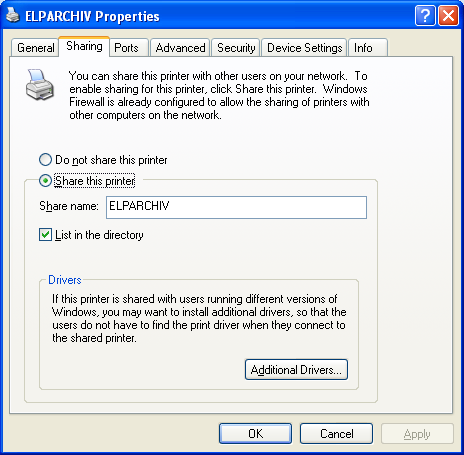 ELPARCHIV Properties
General Sharing Ports Advanced Security Device Settings Info
You can share this printer with other users on your network. To
enable sharing for this printer, click Share this printer. Windows
Firewall is already configured to allow the sharing of printers with
other computers on the network.
Do not share this printer
Share this printer
Share name: ELPARCHIV
List in the directory
Drivers
If this printer is shared with users running different versions of
Windows, you may want to install additional drivers, so that the
users do not have to find the print driver when they connect to
the shared printer.
Additional Drivers...
OK Cancel Apply